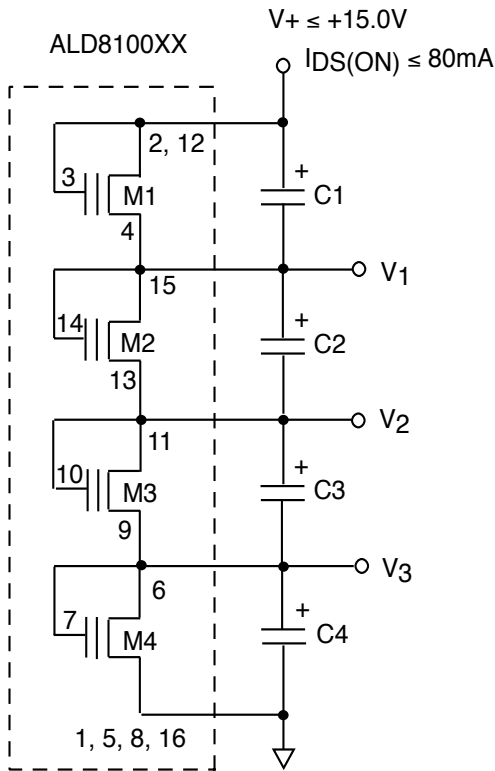 V+ ≤ +15.0V
ALD8100XX
IDS(ON) ≤ 80mA
2, 12
3
M1
+
C1
4
15
V1
14
M2
+
C2
13
11
V2
10
M3
+
C3
9
6
V3
7
M4
+
C4
1, 5, 8, 16